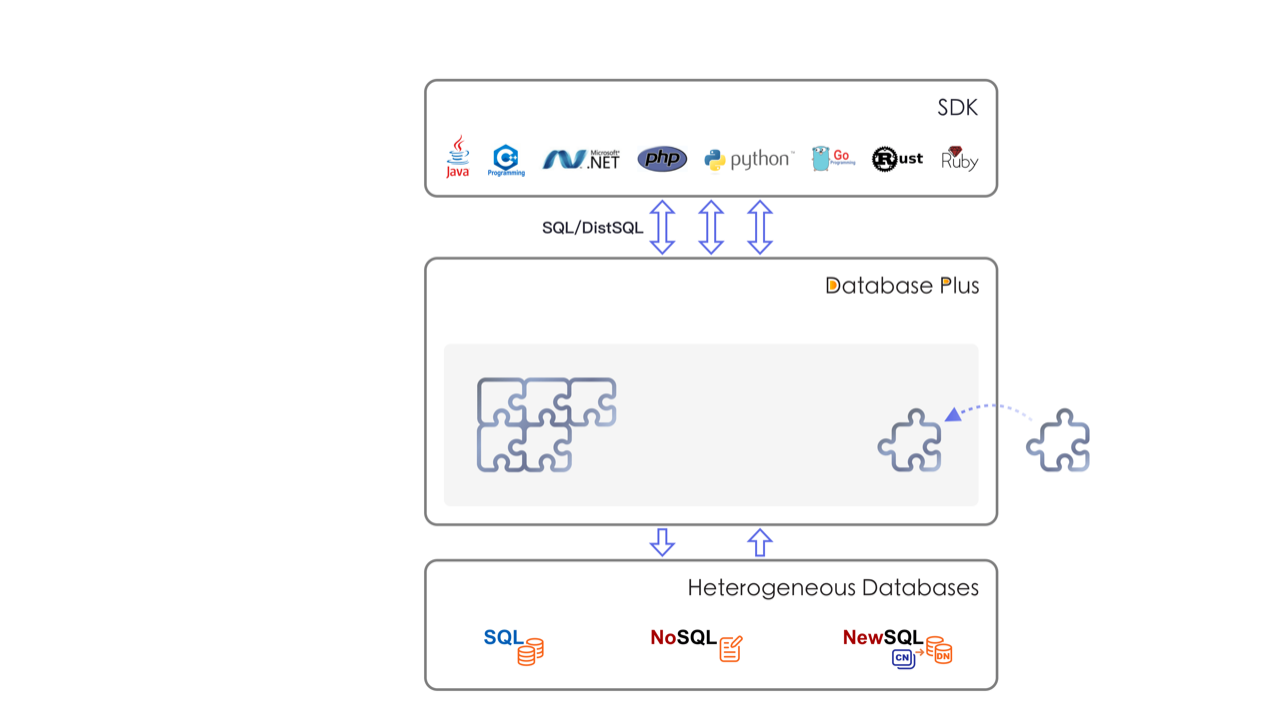 SDK
Java
C
Programming
Microsoft®
.NET
php
python™
Go
Programming
Rust
Ruby
SQL/DistSQL
Database Plus
Heterogeneous Databases
SQL
NoSQL
NewSQL
CN
DN